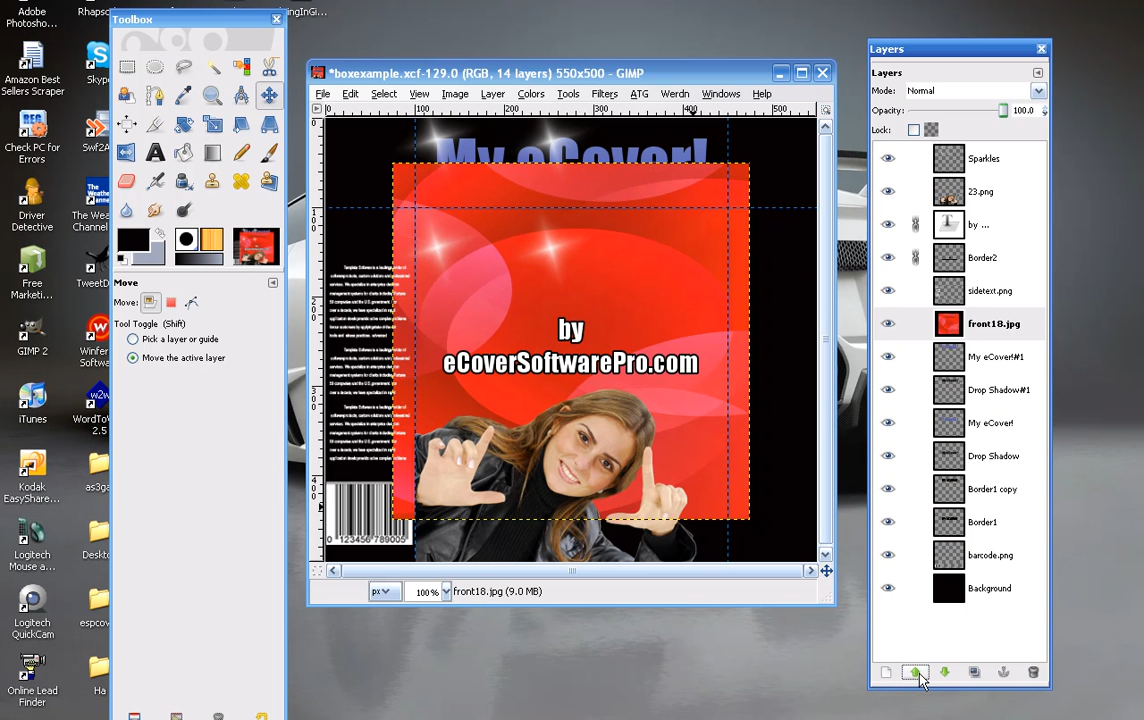 Adobe
Photosho...
Rhaps
ingInGi...
Amazon Best
Sellers Scraper
Skype
Check PC for
Errors
Swf2A
Driver
Detective
The We
Channel
Free
Marketi...
TweetD
GIMP 2
Winfer
Softwa
iTunes
WordTo
2.5
Kodak
EasyShare...
as3ga
Logitech
Mouse a...
Deskto
Logitech
QuickCam
espcov
Online Lead
Finder
Ha
Toolbox
Move
Move:
Tool Toggle (Shift)
Pick a layer or guide
Move the active layer
*boxexample.xcf-129.0 (RGB, 14 layers) 550x500 - GIMP
File Edit Select View Image Layer Colors Tools Filters ATG Werdn Windows Help
0 100 200 300 400 500
My eCover!
by
eCoverSoftwarePro.com
0 123456 789005
px 100% front18.jpg (9.0 MB)
Layers
Layers
Mode: Normal
Opacity: 100.0
Lock:
Sparkles
23.png
by ...
Border2
sidetext.png
front18.jpg
My eCover!#1
Drop Shadow#1
My eCover!
Drop Shadow
Border1 copy
Border1
barcode.png
Background